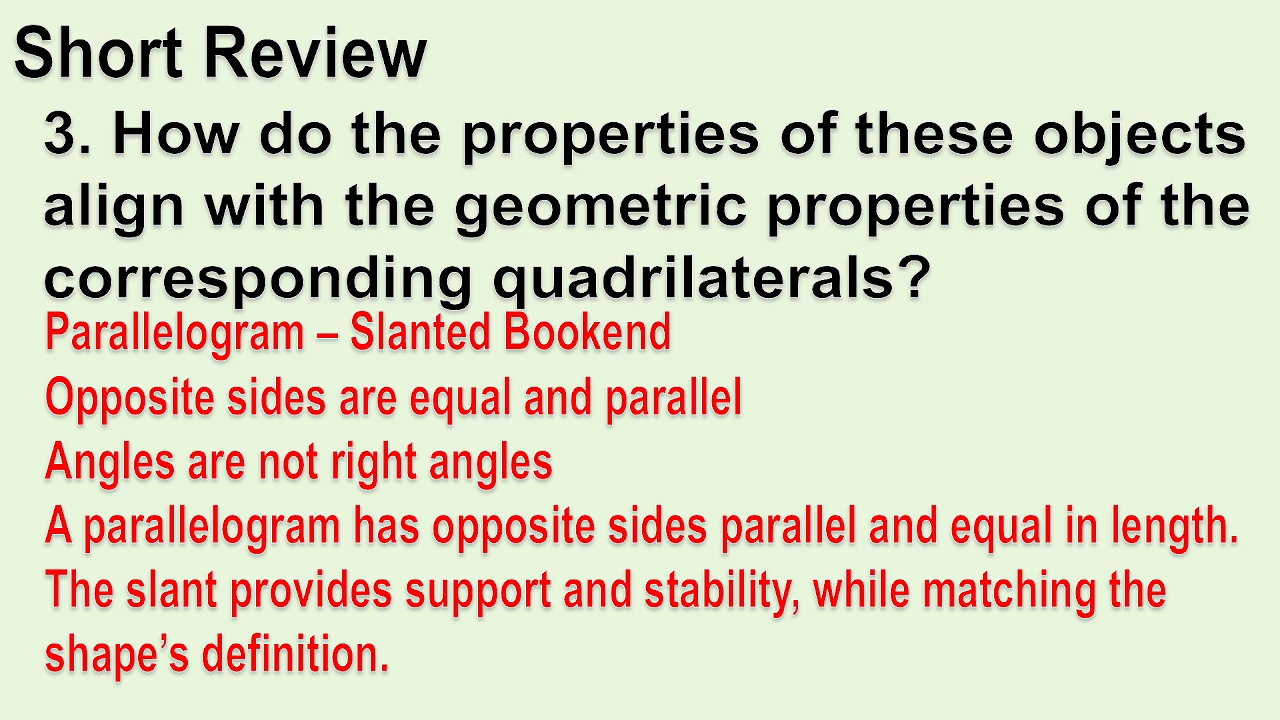 Short Review
3. How do the properties of these objects
align with the geometric properties of the
corresponding quadrilaterals?
Parallelogram – Slanted Bookend
Opposite sides are equal and parallel
Angles are not right angles
A parallelogram has opposite sides parallel and equal in length.
The slant provides support and stability, while matching the
shape’s definition.